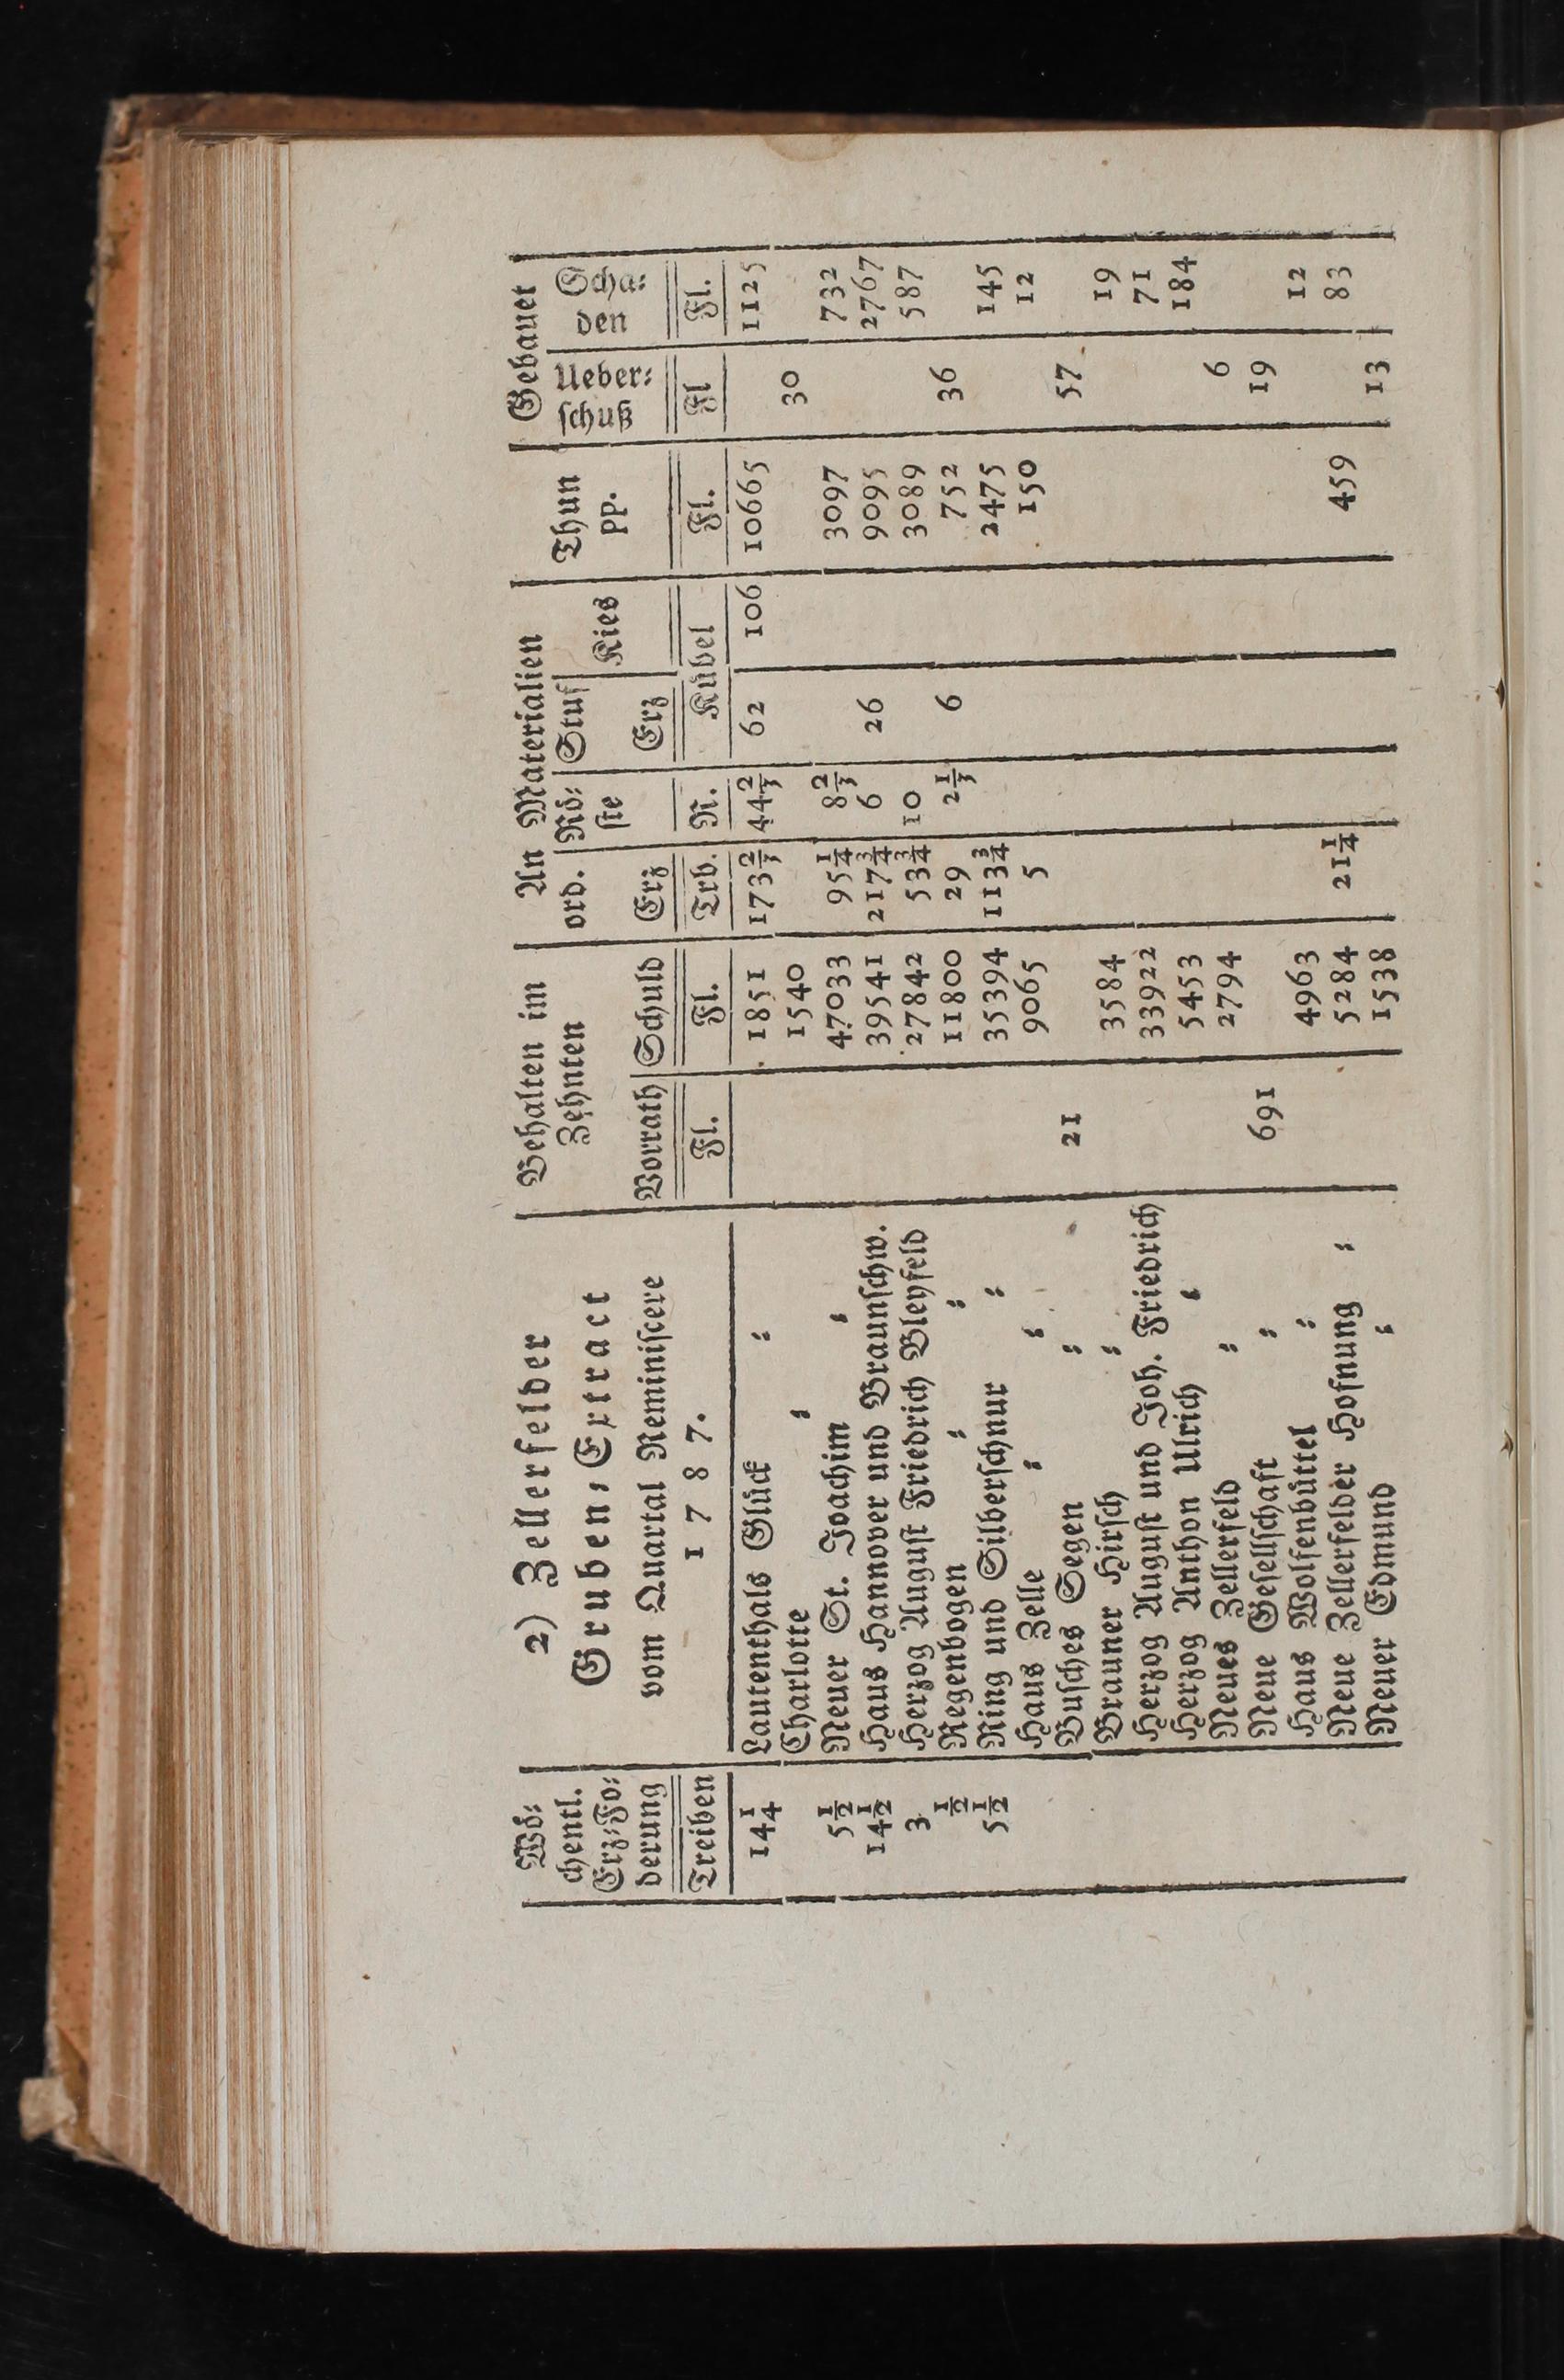 2) Zellerfelder
Gruben⸗Extract
vom Quartal Reminiscere
1 7 8 7.
Wö⸗
chentl.
Erz⸗Fo⸗
derung
Behalten im
Zehnten
An Materialien
Thun
pp.
Gebauet
Vorrath Schuld ord. Erz Rö⸗ ste Stuf Erz Kies Ueber⸗ schuß Scha⸗ den
Treiben Fl. Fl. Trb. R. Kübel Fl. Fl Fl.
14 1/4 Lautenthals Glück ⸗ 1851 173 2/3 44 2/3 62 106 10665 1125
Charlotte ⸗ 1540 30
5 1/2 Neuer St. Joachim ⸗ 47033 95 1/4 8 2/3 3097 732
14 1/2 Haus Hannover und Braunschw. 39541 217 3/4 6 26 9095 2767
3 Herzog August Friedrich Bleyfeld 27842 53 3/4 10 3089 587
1/2 Regenbogen ⸗ ⸗ 11800 29 2 1/3 6 752 36
5 1/2 Ring und Silberschnur ⸗ 35394 113 3/4 2475 145
Haus Zelle ⸗ ⸗ 9065 5 150 12
Busches Segen ⸗ 21 57
Brauner Hirsch ⸗ 3584 19
Herzog August und Joh. Friedrich 33922 71
Herzog Anthon Ulrich ⸗ 5453 184
Neues Zellerfeld ⸗ 2794 6
Neue Gesellschaft ⸗ 691 19
Haus Wolfenbüttel ⸗ 4963 12
Neue Zellerfelder Hofnung ⸗ 5284 21 1/4 459 83
Neuer Edmund ⸗ 1538 13